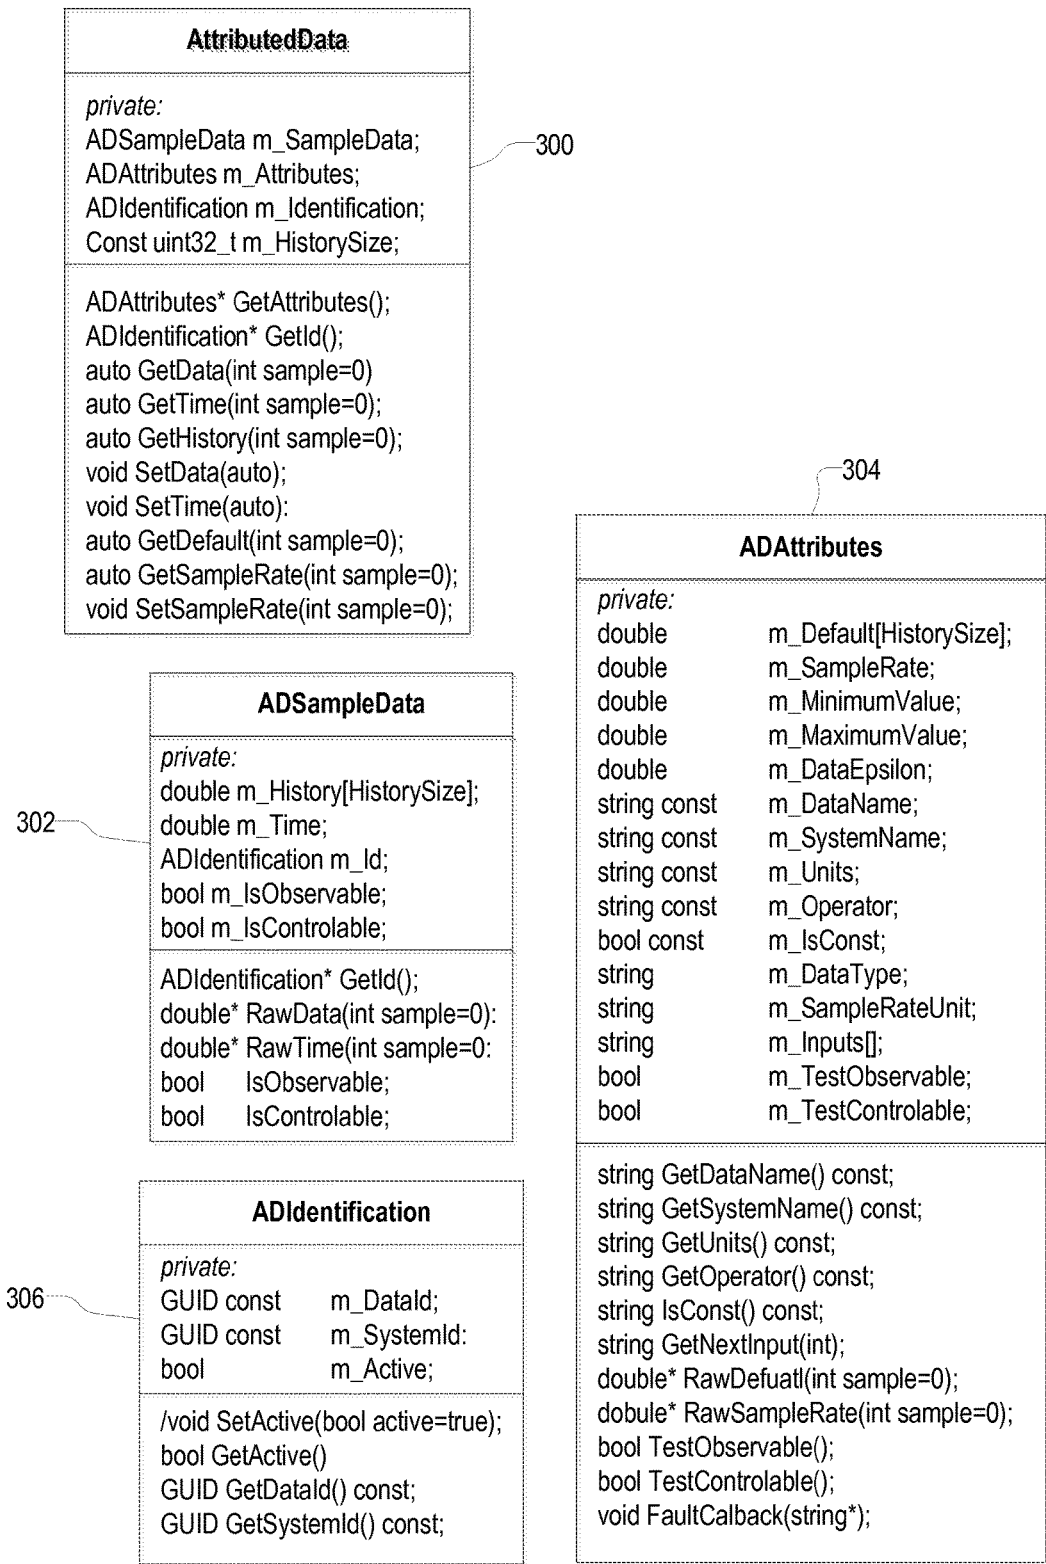 AttributedData
private:
ADSampleData m_SampleData;
ADAttributes m_Attributes;
ADIdentification m_Identification;
Const uint32_t m_HistorySize;
ADAttributes* GetAttributes();
ADIdentification* GetId();
auto GetData(int sample=0)
auto GetTime(int sample=0);
auto GetHistory(int sample=0);
void SetData(auto);
void SetTime(auto):
auto GetDefault(int sample=0);
auto GetSampleRate(int sample=0);
void SetSampleRate(int sample=0);
300
ADSampleData
private:
double m_History[HistorySize];
double m_Time;
ADIdentification m_Id;
bool m_IsObservable;
bool m_IsControlable;
ADIdentification* GetId();
double* RawData(int sample=0):
double* RawTime(int sample=0:
bool IsObservable;
bool IsControlable;
302
ADIdentification
private:
GUID const m_DataId;
GUID const m_SystemId:
bool m_Active;
/void SetActive(bool active=true);
bool GetActive()
GUID GetDataId() const;
GUID GetSystemId() const;
306
304
ADAttributes
private:
double m_Default[HistorySize];
double m_SampleRate;
double m_MinimumValue;
double m_MaximumValue;
double m_DataEpsilon;
string const m_DataName;
string const m_SystemName;
string const m_Units;
string const m_Operator;
bool const m_IsConst;
string m_DataType;
string m_SampleRateUnit;
string m_Inputs[];
bool m_TestObservable;
bool m_TestControlable;
string GetDataName() const;
string GetSystemName() const;
string GetUnits() const;
string GetOperator() const;
string IsConst() const;
string GetNextInput(int);
double* RawDefuatl(int sample=0);
dobule* RawSampleRate(int sample=0);
bool TestObservable();
bool TestControlable();
void FaultCalback(string*);